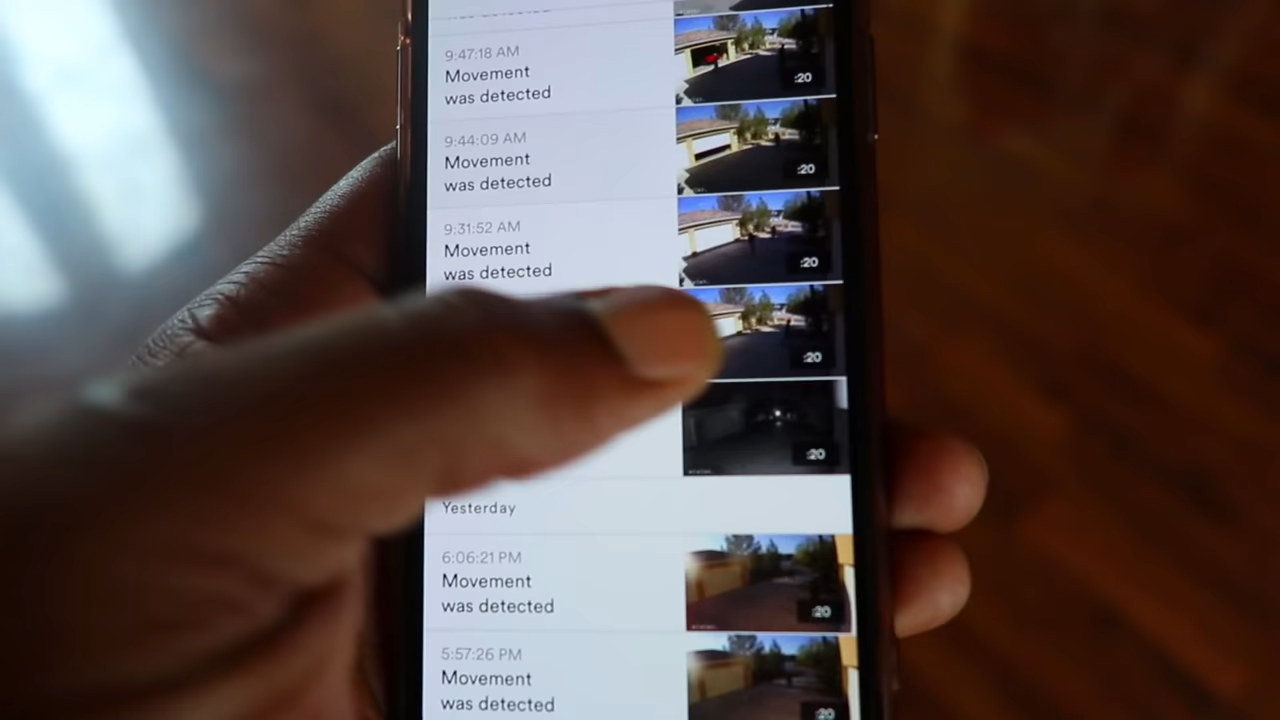 9:47:18 AM
Movement
was detected
:20
9:44:09 AM
Movement
was detected
:20
9:31:52 AM
Movement
was detected
:20
:20
:20
Yesterday
6:06:21 PM
Movement
was detected
:20
5:57:26 PM
Movement
was detected
:20